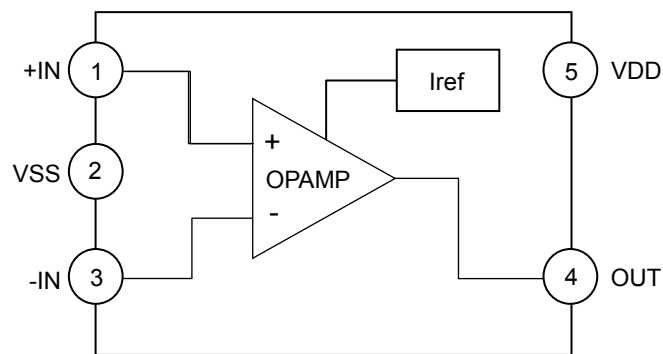 +IN
1
5
VDD
Iref
+
VSS
2
OPAMP
-
-IN
3
4
OUT